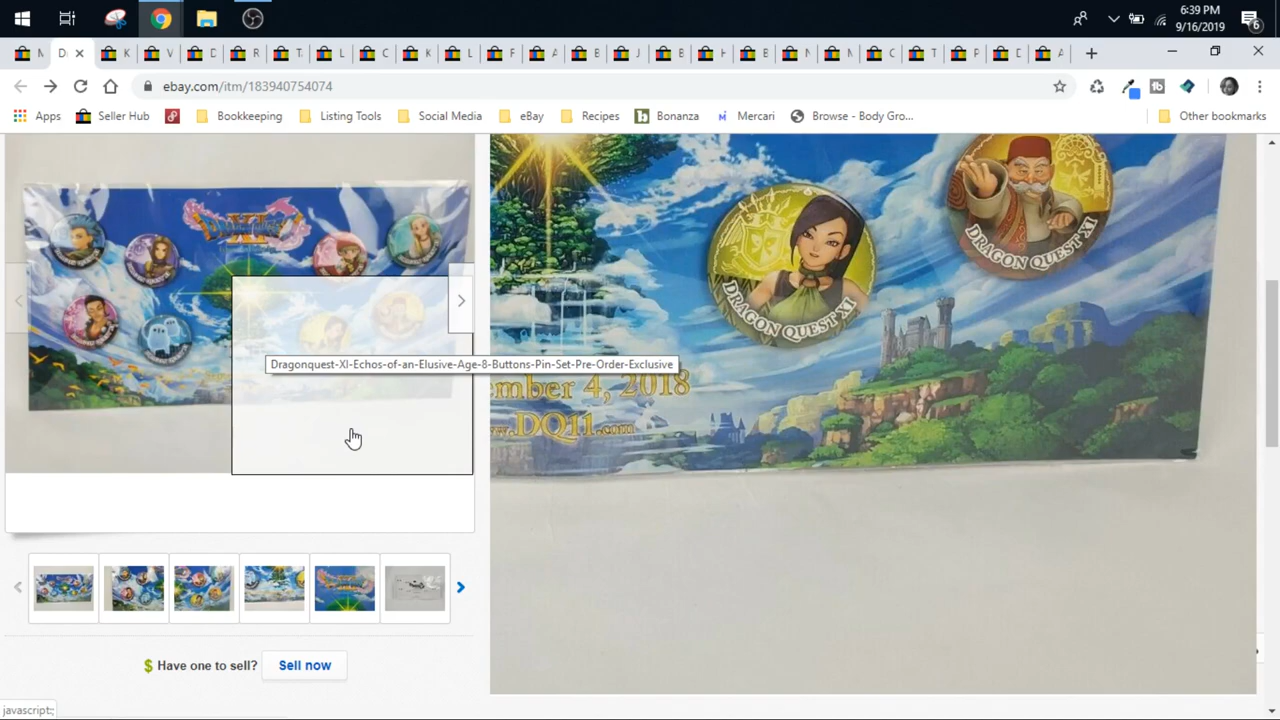 6:39 PM
9/16/2019
6
M
D
K
V
D
R
T
L
C
K
L
F
A
B
J
B
H
B
N
M
C
T
P
D
A
ebay.com/itm/183940754074
Apps
Seller Hub
Bookkeeping
Listing Tools
Social Media
eBay
Recipes
Bonanza
Mercari
Browse - Body Gro...
Other bookmarks
XI
DRAGON QUEST XI
DRAGON QUEST XI
Dragonquest-XI-Echos-of-an-Elusive-Age-8-Buttons-Pin-Set-Pre-Order-Exclusive
ember 4, 2018
www.DQ11.com
$ Have one to sell?
Sell now
javascript:;